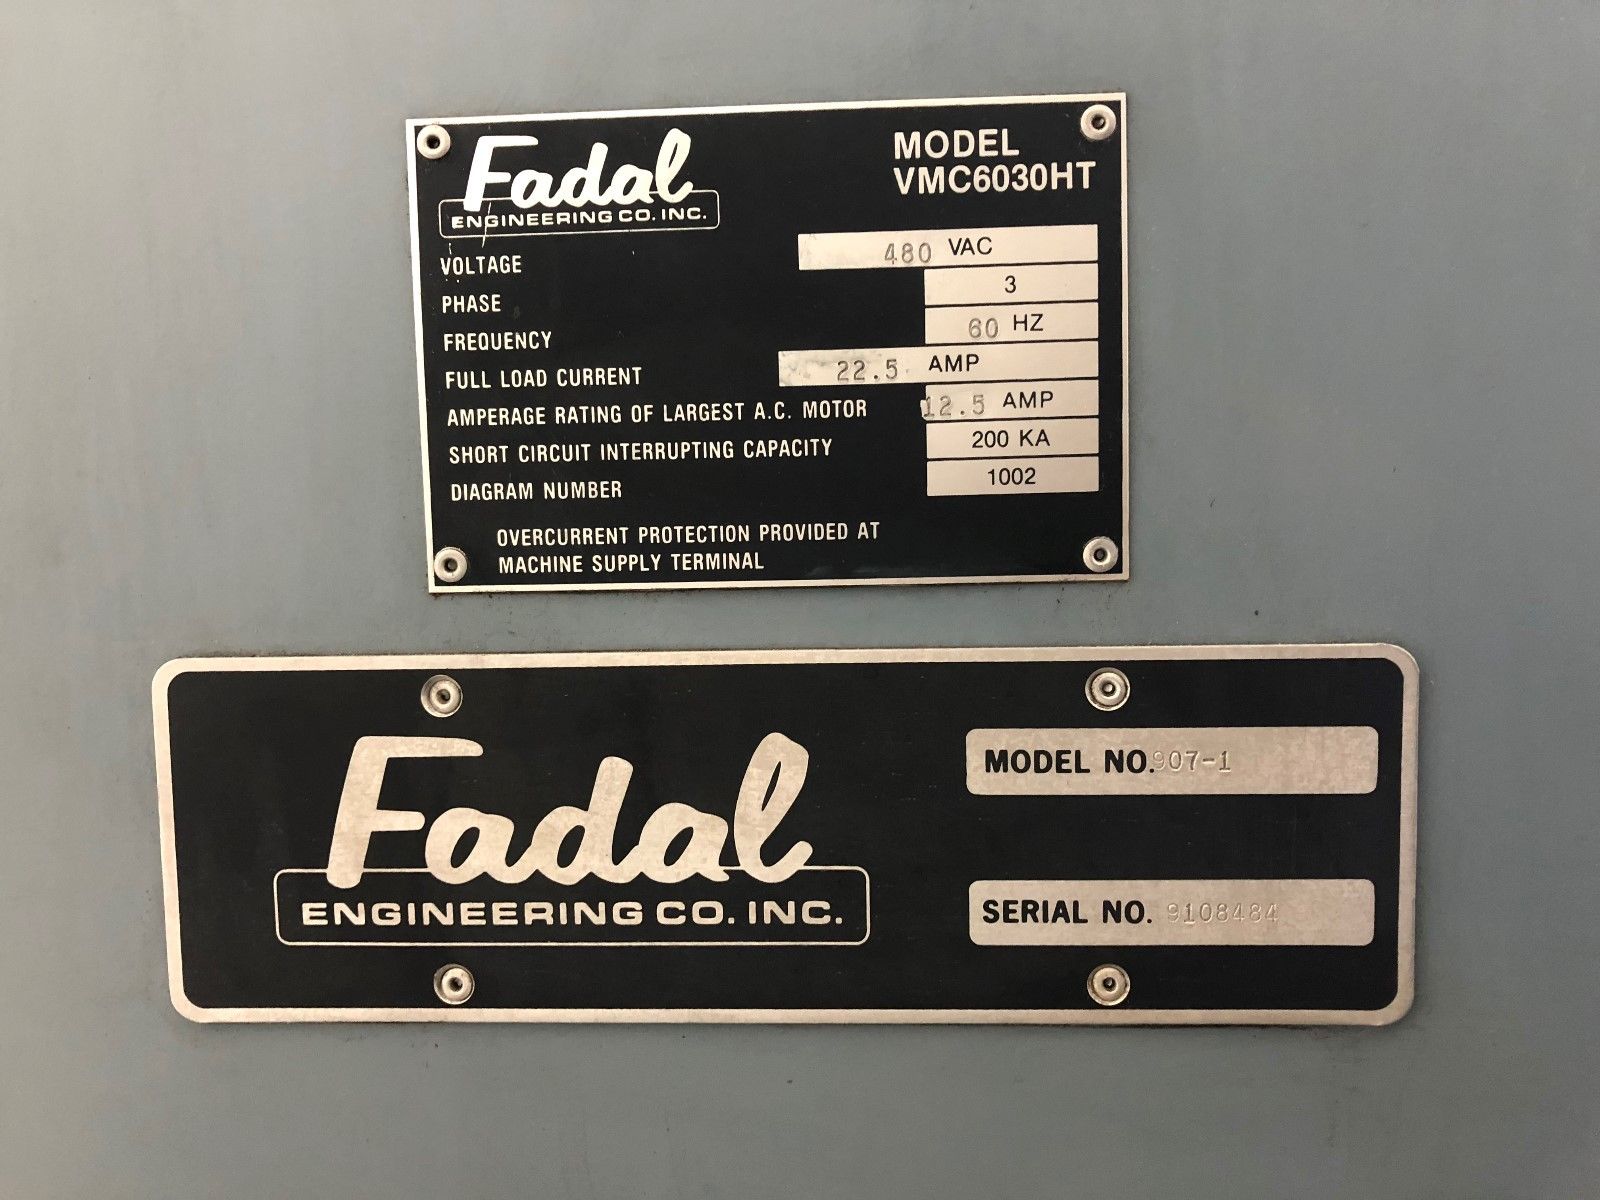 Fadal
ENGINEERING CO. INC.
MODEL
VMC6030HT
VOLTAGE 480 VAC
PHASE 3
FREQUENCY 60 HZ
FULL LOAD CURRENT 22.5 AMP
AMPERAGE RATING OF LARGEST A.C. MOTOR 12.5 AMP
SHORT CIRCUIT INTERRUPTING CAPACITY 200 KA
DIAGRAM NUMBER 1002
OVERCURRENT PROTECTION PROVIDED AT
MACHINE SUPPLY TERMINAL
Fadal
ENGINEERING CO. INC.
MODEL NO. 907-1
SERIAL NO. 9108484